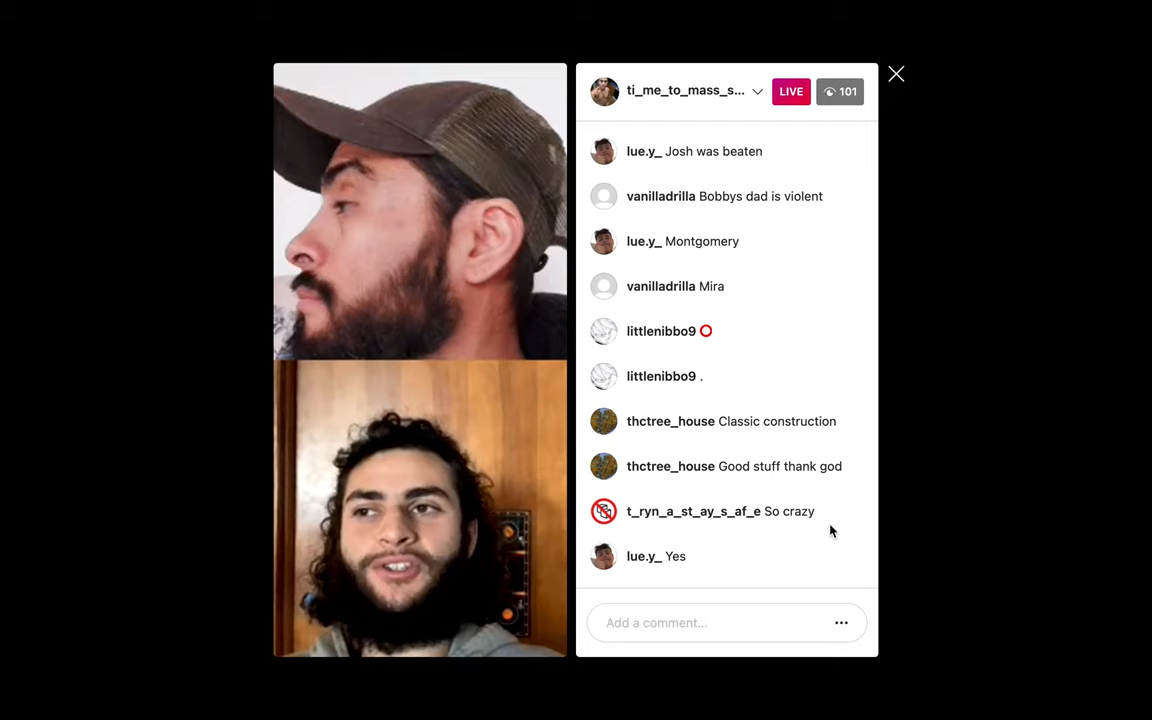 ti_me_to_mass_s...
LIVE
101
lue.y_ Josh was beaten
vanilladrilla Bobbys dad is violent
lue.y_ Montgomery
vanilladrilla Mira
littlenibbo9 ⭕
littlenibbo9 .
thctree_house Classic construction
thctree_house Good stuff thank god
t_ryn_a_st_ay_s_af_e So crazy
lue.y_ Yes
Add a comment...